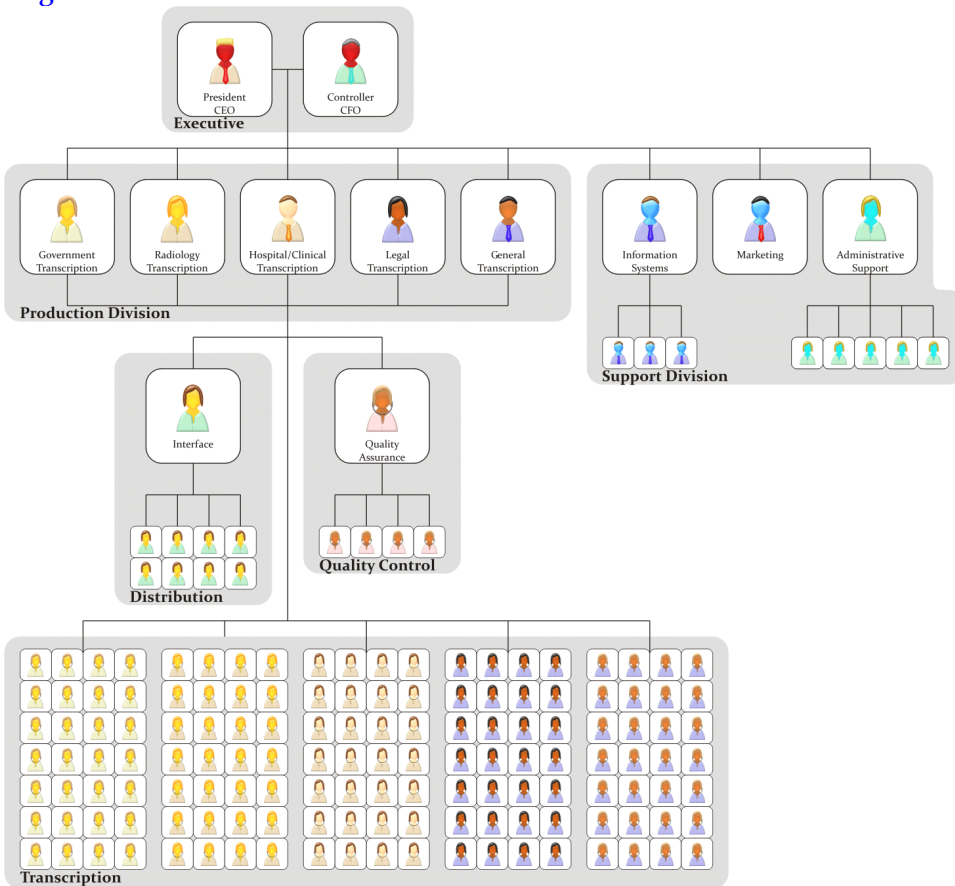 President
CEO
Controller
CFO
Executive
Government
Transcription
Radiology
Transcription
Hospital/Clinical
Transcription
Legal
Transcription
General
Transcription
Information
Systems
Marketing
Administrative
Support
Production Division
Support Division
Interface
Quality
Assurance
Quality Control
Distribution
Transcription